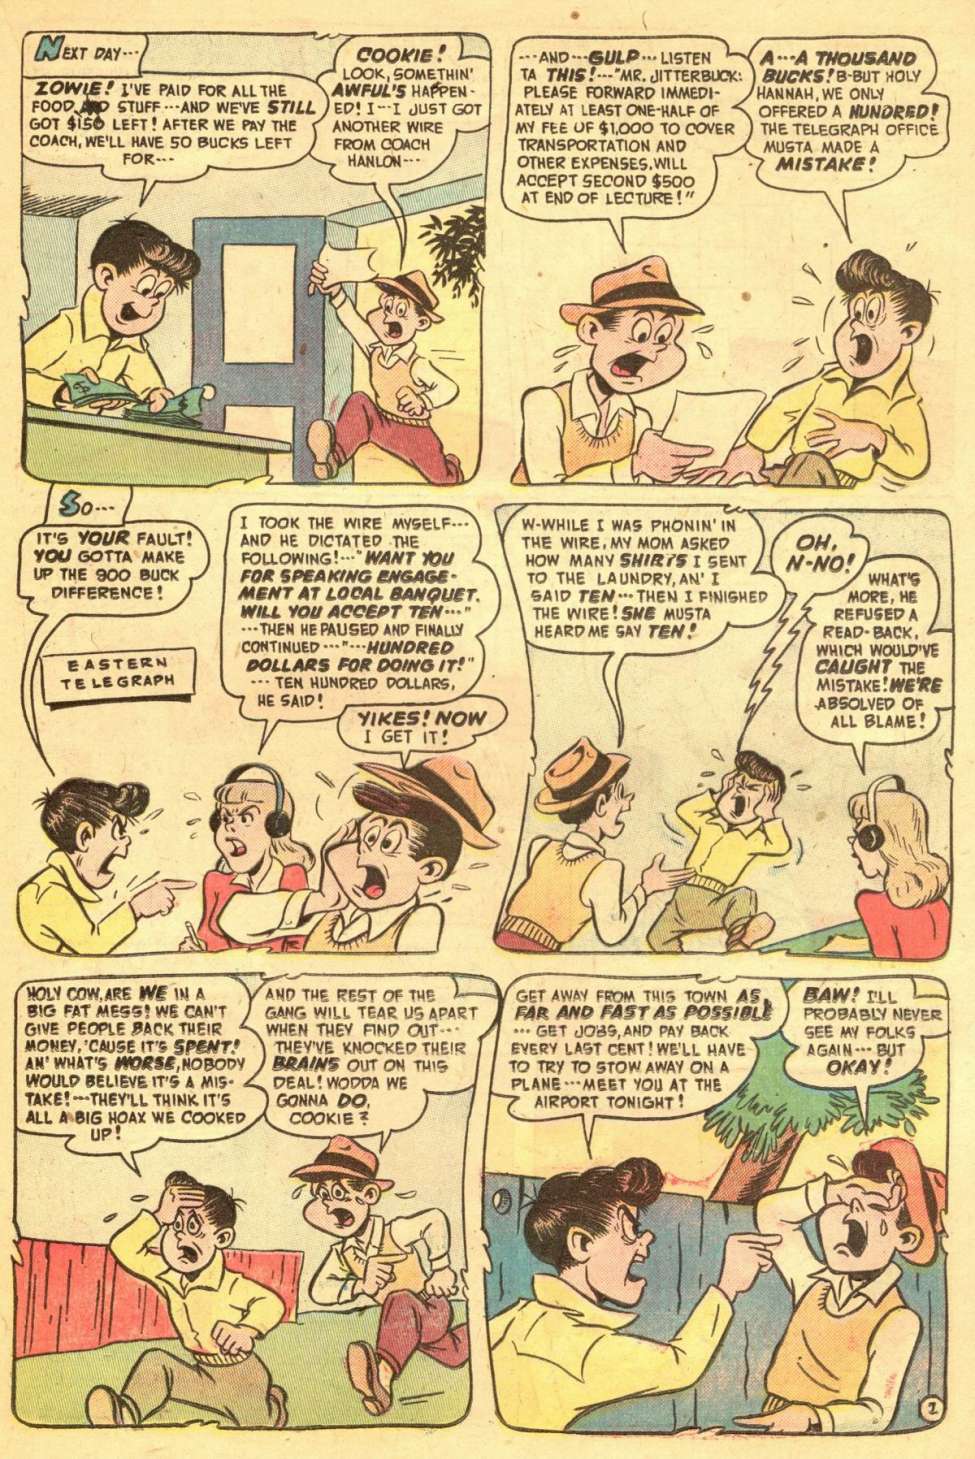 NEXT DAY---
ZOWIE! I'VE PAID FOR ALL THE
FOOD AND STUFF---AND WE'VE STILL
GOT $150 LEFT! AFTER WE PAY THE
COACH, WE'LL HAVE 50 BUCKS LEFT
FOR---
COOKIE!
LOOK, SOMETHIN'
AWFUL'S HAPPEN-
ED! I--I JUST GOT
ANOTHER WIRE
FROM COACH
HANLON---
---AND---GULP---LISTEN
TA THIS!---"MR. JITTERBUCK:
PLEASE FORWARD IMMEDI-
ATELY AT LEAST ONE-HALF OF
MY FEE OF $1,000 TO COVER
TRANSPORTATION AND
OTHER EXPENSES. WILL
ACCEPT SECOND $500
AT END OF LECTURE!"
A---A THOUSAND
BUCKS! B-BUT HOLY
HANNAH, WE ONLY
OFFERED A HUNDRED!
THE TELEGRAPH OFFICE
MUSTA MADE A
MISTAKE!
SO---
IT'S YOUR FAULT!
YOU GOTTA MAKE
UP THE 900 BUCK
DIFFERENCE!
EASTERN
TELEGRAPH
I TOOK THE WIRE MYSELF---
AND HE DICTATED THE
FOLLOWING!---"WANT YOU
FOR SPEAKING ENGAGE-
MENT AT LOCAL BANQUET.
WILL YOU ACCEPT TEN---"
---THEN HE PAUSED AND FINALLY
CONTINUED---"---HUNDRED
DOLLARS FOR DOING IT!"
--- TEN HUNDRED DOLLARS,
HE SAID!
YIKES! NOW
I GET IT!
W-WHILE I WAS PHONIN' IN
THE WIRE, MY MOM ASKED
HOW MANY SHIRTS I SENT
TO THE LAUNDRY, AN' I
SAID TEN---THEN I FINISHED
THE WIRE! SHE MUSTA
HEARD ME SAY TEN!
OH,
N-NO!
WHAT'S
MORE, HE
REFUSED A
READ-BACK,
WHICH WOULD'VE
CAUGHT THE
MISTAKE! WE'RE
ABSOLVED OF
ALL BLAME!
HOLY COW, ARE WE IN A
BIG FAT MESS! WE CAN'T
GIVE PEOPLE BACK THEIR
MONEY, 'CAUSE IT'S SPENT!
AN' WHAT'S WORSE, NOBODY
WOULD BELIEVE IT'S A MIS-
TAKE!---THEY'LL THINK IT'S
ALL A BIG HOAX WE COOKED
UP!
AND THE REST OF THE
GANG WILL TEAR US APART
WHEN THEY FIND OUT---
THEY'VE KNOCKED THEIR
BRAINS OUT ON THIS
DEAL! WODDA WE
GONNA DO,
COOKIE?
GET AWAY FROM THIS TOWN AS
FAR AND FAST AS POSSIBLE
--- GET JOBS, AND PAY BACK
EVERY LAST CENT! WE'LL HAVE
TO TRY TO STOW AWAY ON A
PLANE---MEET YOU AT THE
AIRPORT TONIGHT!
BAW! I'LL
PROBABLY NEVER
SEE MY FOLKS
AGAIN---BUT
OKAY!
2